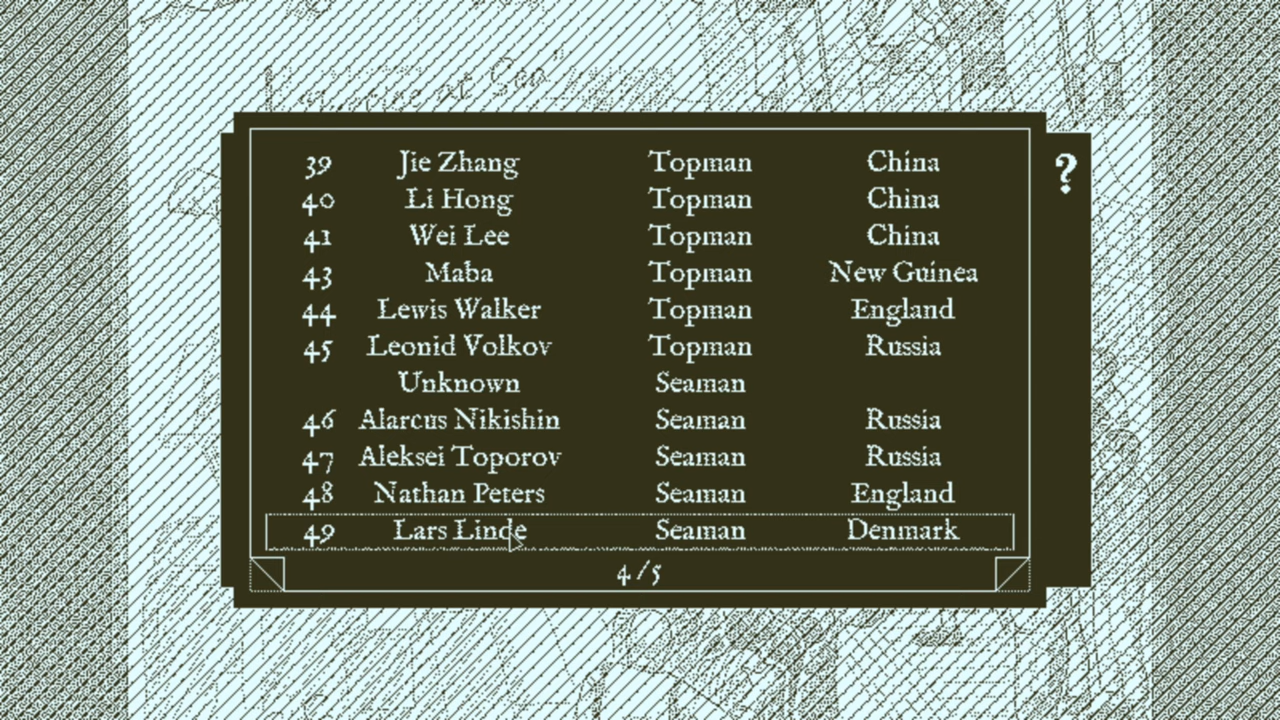 39 Jie Zhang Topman China
40 Li Hong Topman China
41 Wei Lee Topman China
43 Maba Topman New Guinea
44 Lewis Walker Topman England
45 Leonid Volkov Topman Russia
Unknown Seaman
46 Alarcus Nikishin Seaman Russia
47 Aleksei Toporov Seaman Russia
48 Nathan Peters Seaman England
49 Lars Linde Seaman Denmark
4/5
?